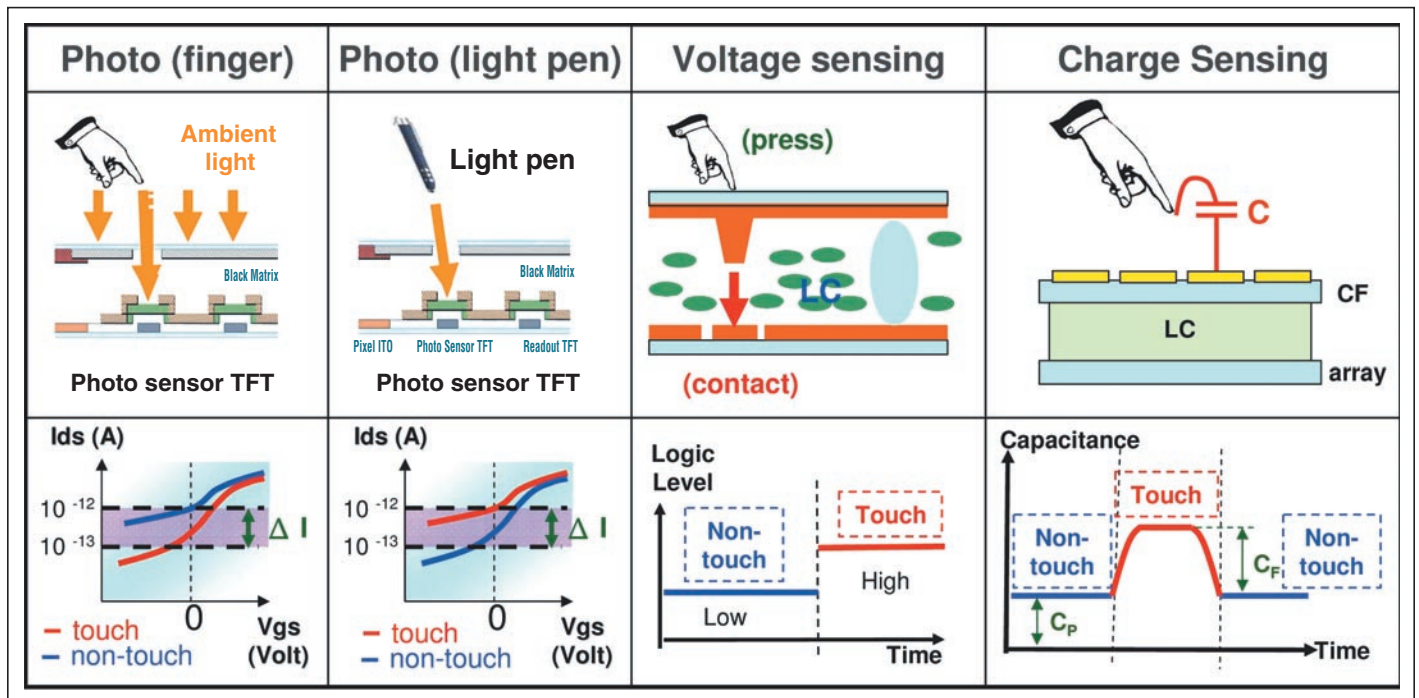 Photo (finger)
Photo (light pen)
Voltage sensing
Charge Sensing
Ambient
light
Black Matrix
Photo sensor TFT
Light pen
Black Matrix
Pixel ITO
Photo Sensor TFT
Readout TFT
Photo sensor TFT
(press)
LC
(contact)
C
CF
LC
array
Ids (A)
10 -12
10 -13
Δ I
0
Vgs
(Volt)
touch
non-touch
Ids (A)
10 -12
10 -13
Δ I
0
Vgs
(Volt)
touch
non-touch
Logic
Level
Non-
touch
Touch
Low
High
Time
Capacitance
Touch
Non-
touch
Non-
touch
CF
CP
Time